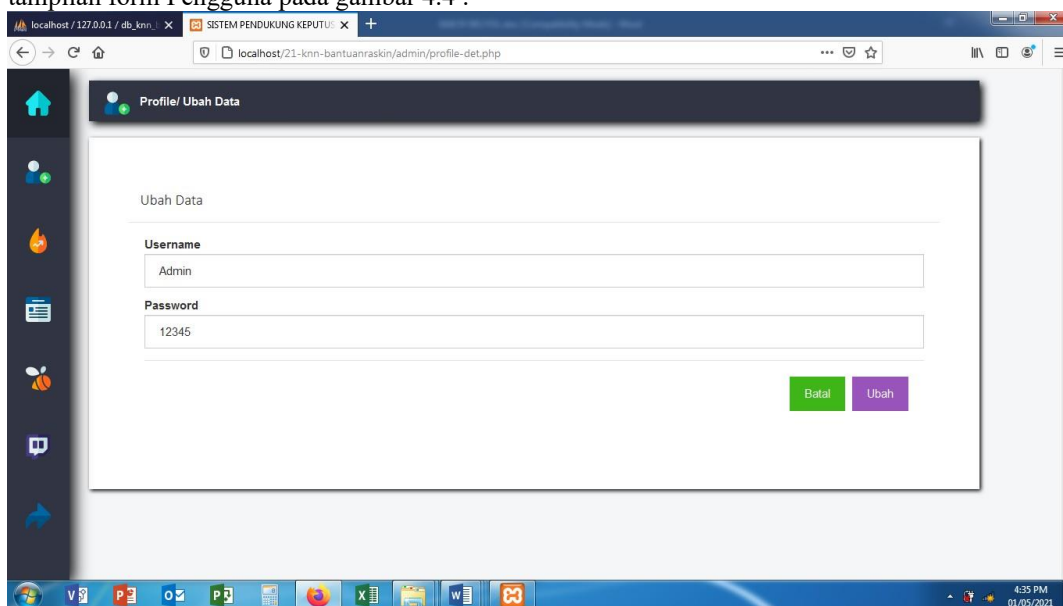 tampilan form Pengguna pada gambar 4.4 :
localhost / 127.0.0.1 / db_knn_
SISTEM PENDUKUNG KEPUTUS
localhost/21-knn-bantuanraskin/admin/profile-det.php
Profile/ Ubah Data
Ubah Data
Username
Admin
Password
12345
Batal Ubah
4:35 PM
01/05/2021